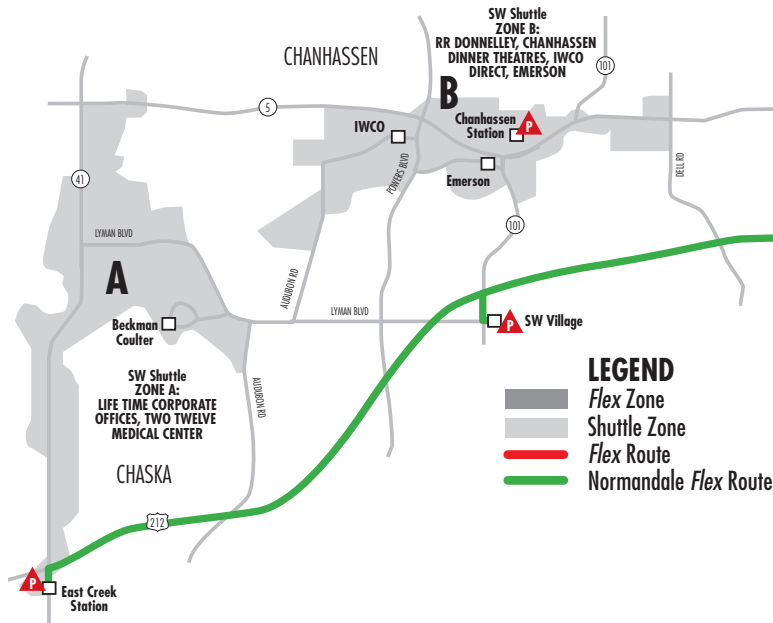 SW Shuttle
ZONE B:
RR DONNELLEY, CHANHASSEN
DINNER THEATRES, IWCO
DIRECT, EMERSON
CHANHASSEN
101
B
5
IWCO
Chanhassen
Station
P
POWERS BLVD
Emerson
DELL RD
41
101
LYMAN BLVD
A
AUDUBON RD
Beckman
Coulter
LYMAN BLVD
P
SW Village
SW Shuttle
ZONE A:
LIFE TIME CORPORATE
OFFICES, TWO TWELVE
MEDICAL CENTER
AUDUBON RD
CHASKA
212
P
East Creek
Station
LEGEND
Flex Zone
Shuttle Zone
Flex Route
Normandale Flex Route